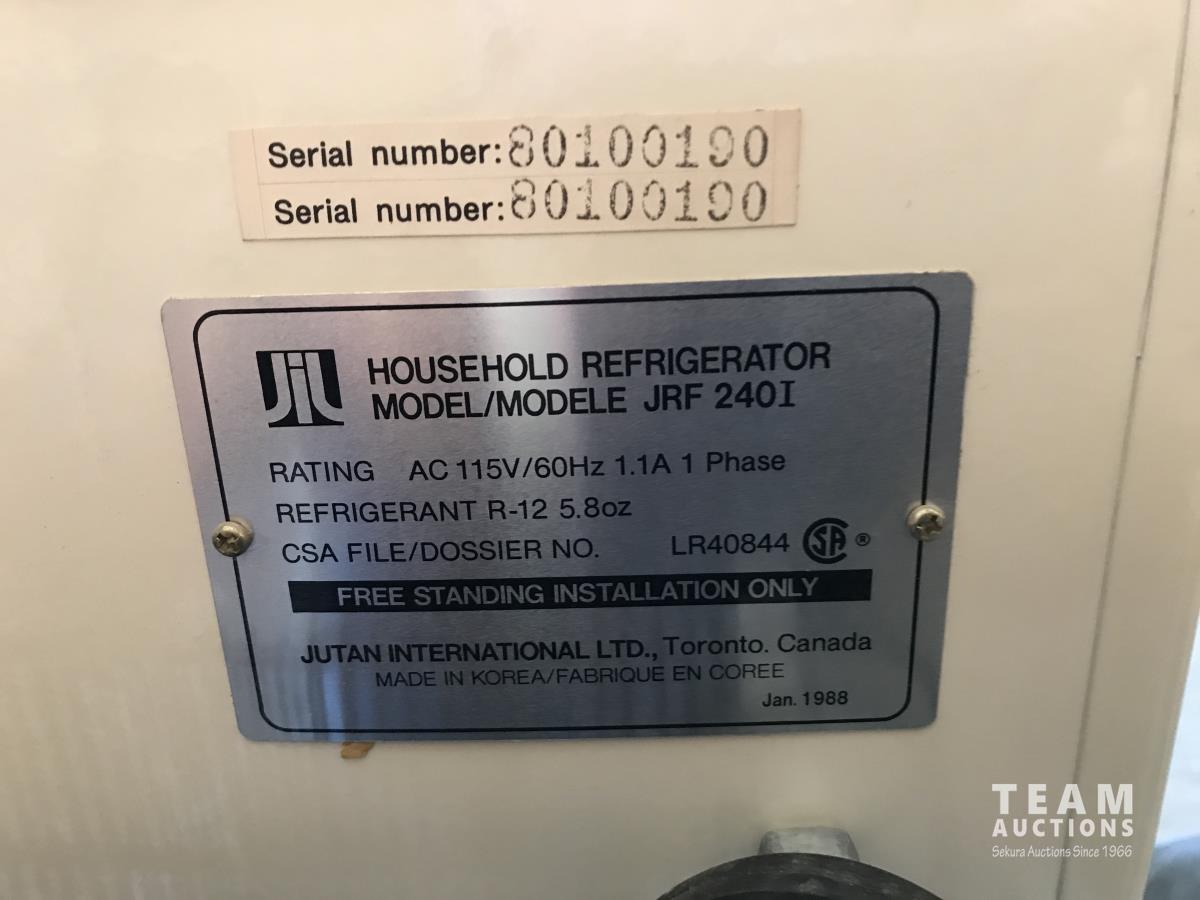 Serial number: 80100190
Serial number: 80100190
JIL HOUSEHOLD REFRIGERATOR
MODEL/MODELE JRF 240I
RATING AC 115V/60Hz 1.1A 1 Phase
REFRIGERANT R-12 5.8oz
CSA FILE/DOSSIER NO. LR40844 SA ®
FREE STANDING INSTALLATION ONLY
JUTAN INTERNATIONAL LTD., Toronto. Canada
MADE IN KOREA/FABRIQUE EN COREE
Jan. 1988
TEAM
AUCTIONS
Sekura Auctions Since 1966